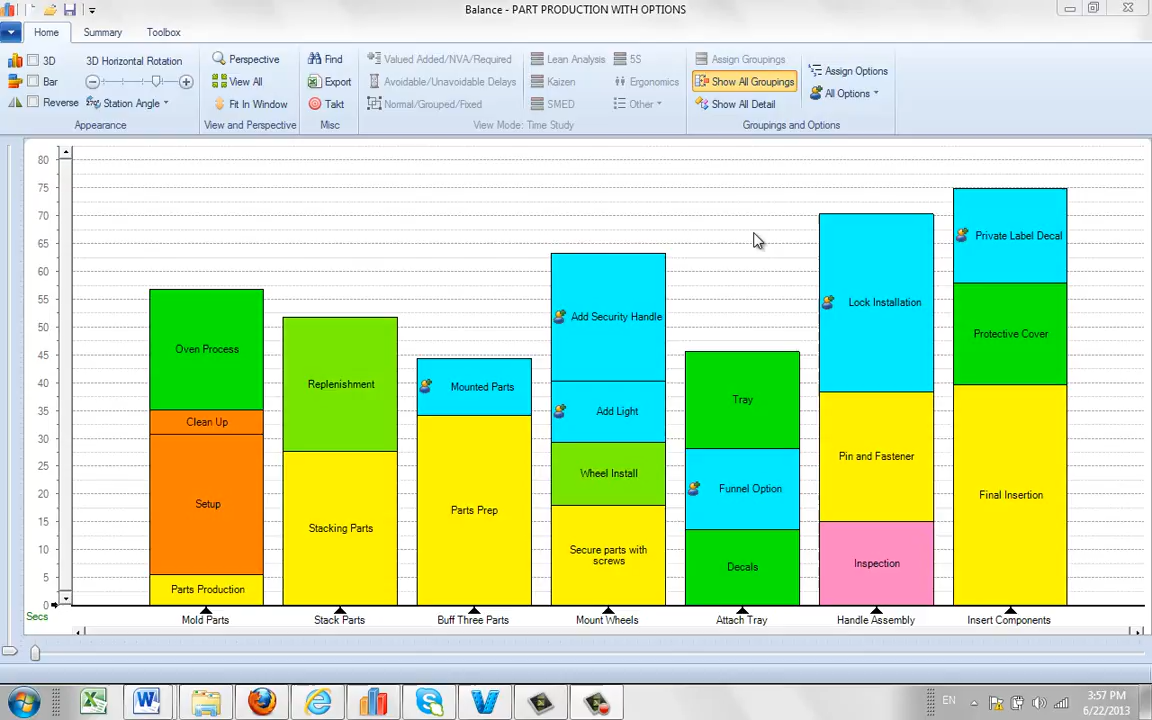 Balance - PART PRODUCTION WITH OPTIONS
Home Summary Toolbox
3D 3D Horizontal Rotation
Bar
Reverse Station Angle
Appearance
Perspective
View All
Fit In Window
View and Perspective
Find
Export
Takt
Misc
Valued Added/NVA/Required
Avoidable/Unavoidable Delays
Normal/Grouped/Fixed
Lean Analysis 5S
Kaizen Ergonomics
SMED Other
View Mode: Time Study
Assign Groupings
Show All Groupings
Show All Detail
Assign Options
All Options
Groupings and Options
80
75
70
65
60
55
50
45
40
35
30
25
20
15
10
5
0
Secs
Oven Process
Clean Up
Setup
Parts Production
Mold Parts
Replenishment
Stacking Parts
Stack Parts
Mounted Parts
Parts Prep
Buff Three Parts
Add Security Handle
Add Light
Wheel Install
Secure parts with
screws
Mount Wheels
Tray
Funnel Option
Decals
Attach Tray
Lock Installation
Pin and Fastener
Inspection
Handle Assembly
Private Label Decal
Protective Cover
Final Insertion
Insert Components
EN
3:57 PM
6/22/2013